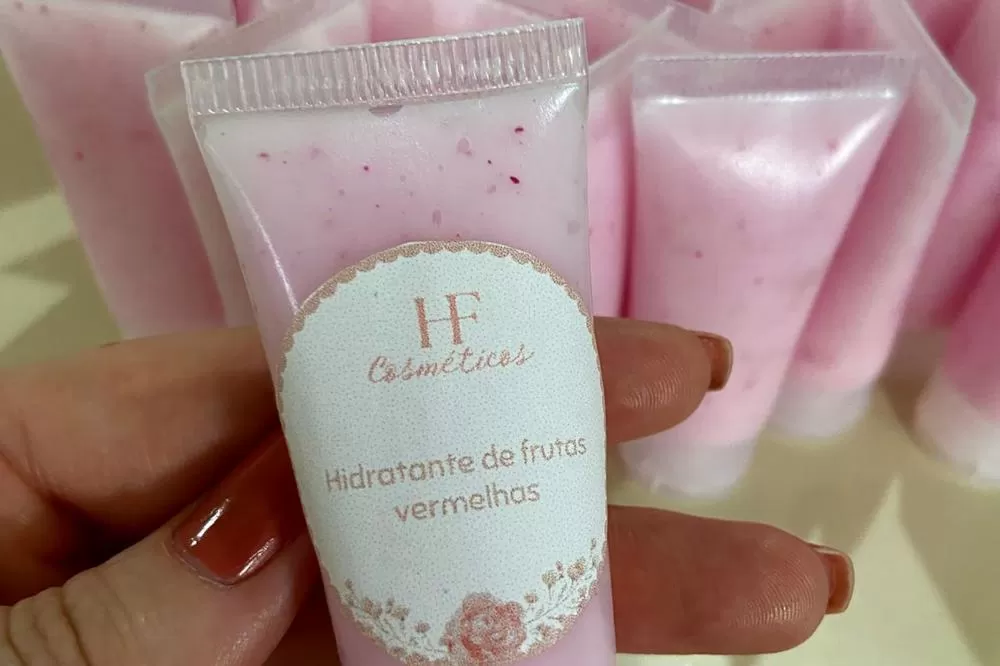 HF
Cosméticos
Hidratante de frutas
vermelhas